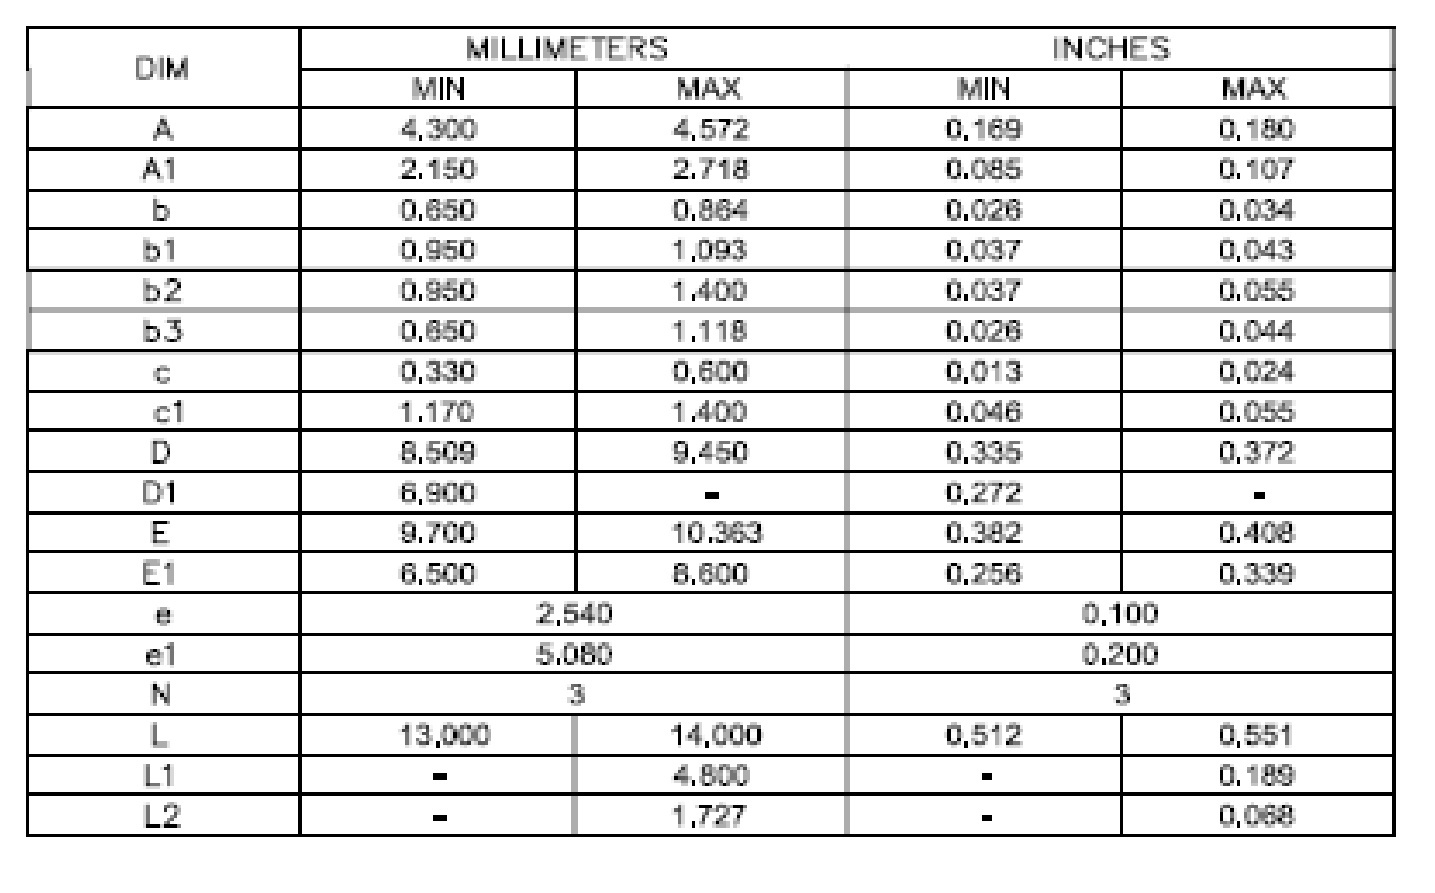 DIM MILLIMETERS INCHES
MIN MAX MIN MAX
A 4.300 4.572 0.169 0.180
A1 2.150 2.718 0.085 0.107
b 0.650 0.864 0.026 0.034
b1 0.950 1.093 0.037 0.043
b2 0.950 1.400 0.037 0.055
b3 0.650 1.118 0.026 0.044
c 0.330 0.600 0.013 0.024
c1 1.170 1.400 0.046 0.055
D 8.509 9.450 0.335 0.372
D1 6.900 - 0.272 -
E 9.700 10.363 0.382 0.408
E1 6.500 8.600 0.256 0.339
e 2.540 0.100
e1 5.080 0.200
N 3 3
L 13.000 14.000 0.512 0.551
L1 - 4.800 - 0.189
L2 - 1.727 - 0.068